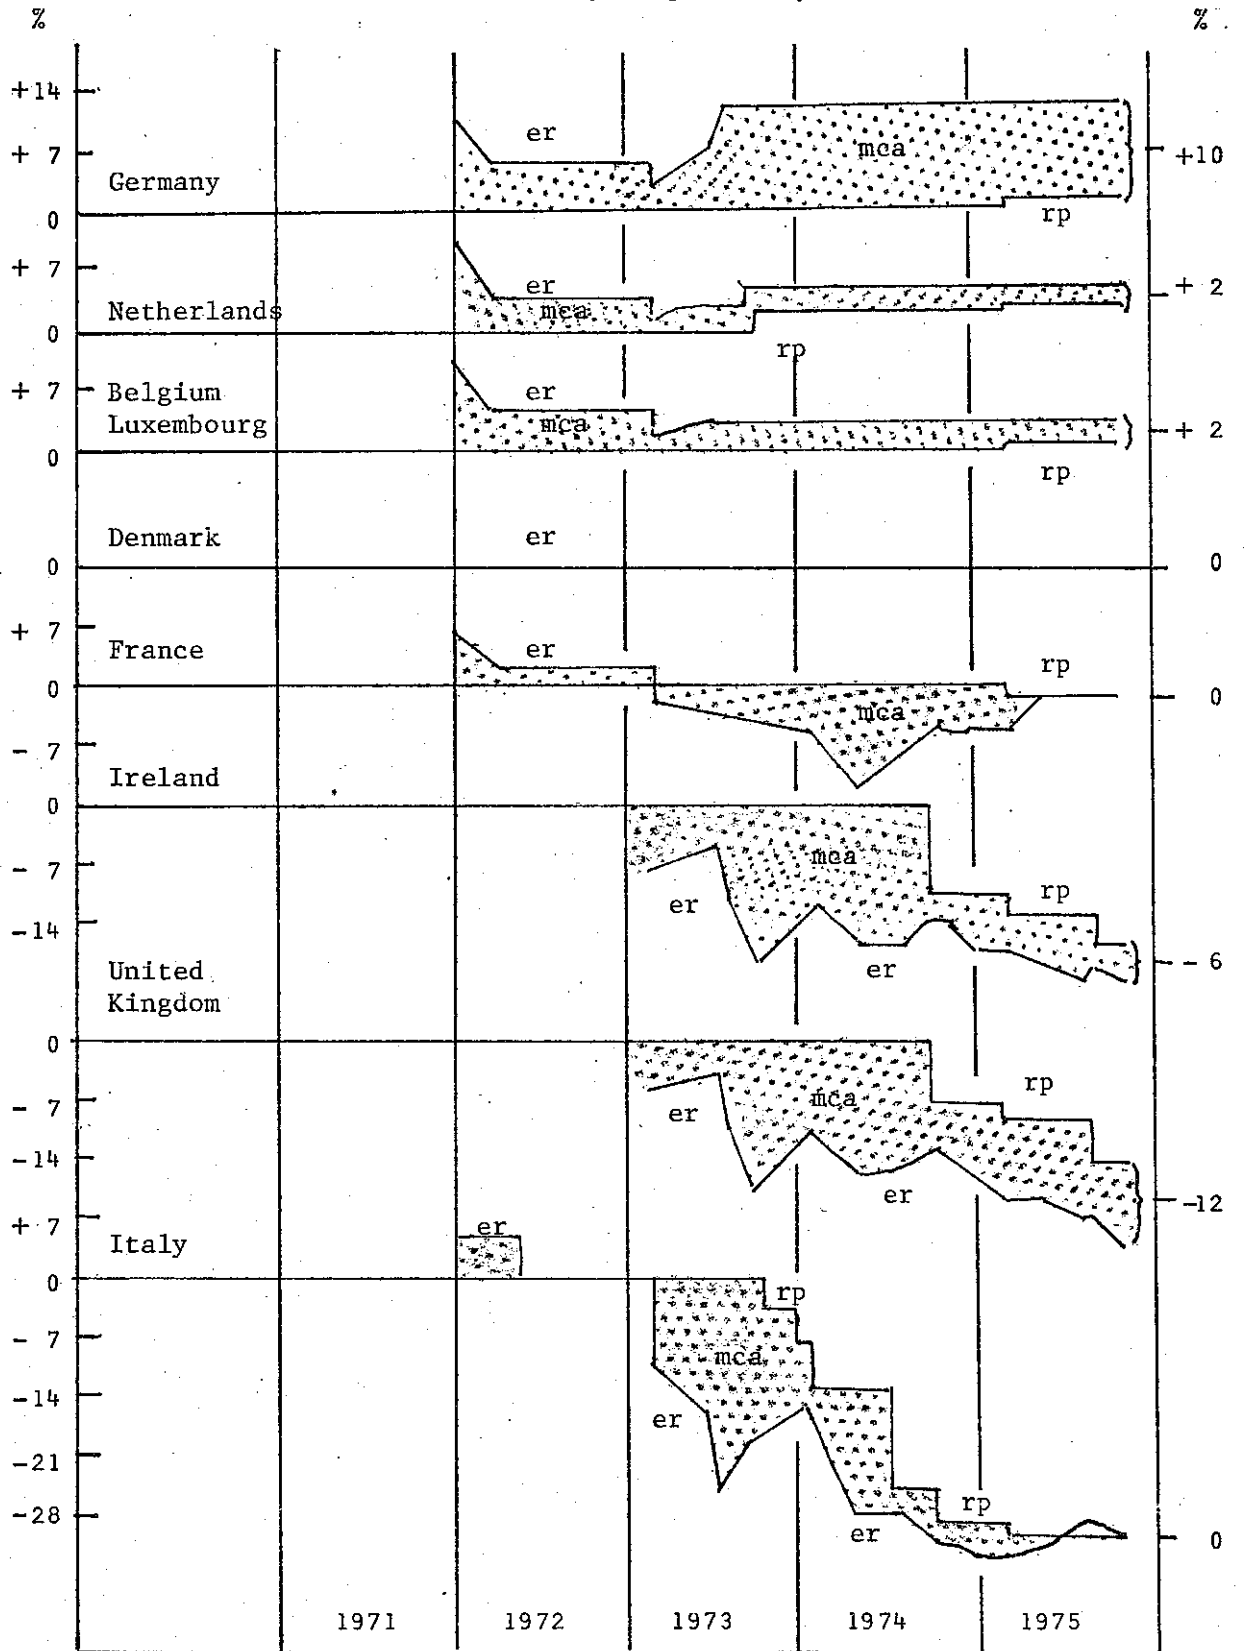 % %
+14
er
+ 7 mca +10
Germany
0 rp
+ 7 er + 2
Netherlands mca
0
rp
+ 7 Belgium er
Luxembourg mca + 2
0
rp
Denmark er
0 0
+ 7
France er rp
0 0
mca
- 7
Ireland
0
mca
- 7 rp
er
-14
er - 6
United
Kingdom
0
rp
- 7 mca
er
-14
er -12
+ 7 er
Italy
0
rp
- 7
mca
-14
er
-21
rp
-28
er 0
1971 1972 1973 1974 1975